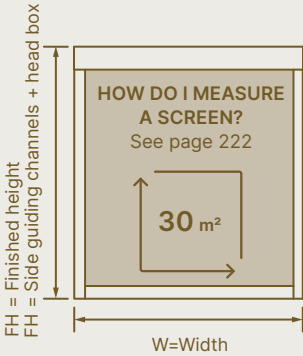 FH = Finished height
FH = Side guiding channels + head box
HOW DO I MEASURE
A SCREEN?
See page 222
30 m²
W=Width